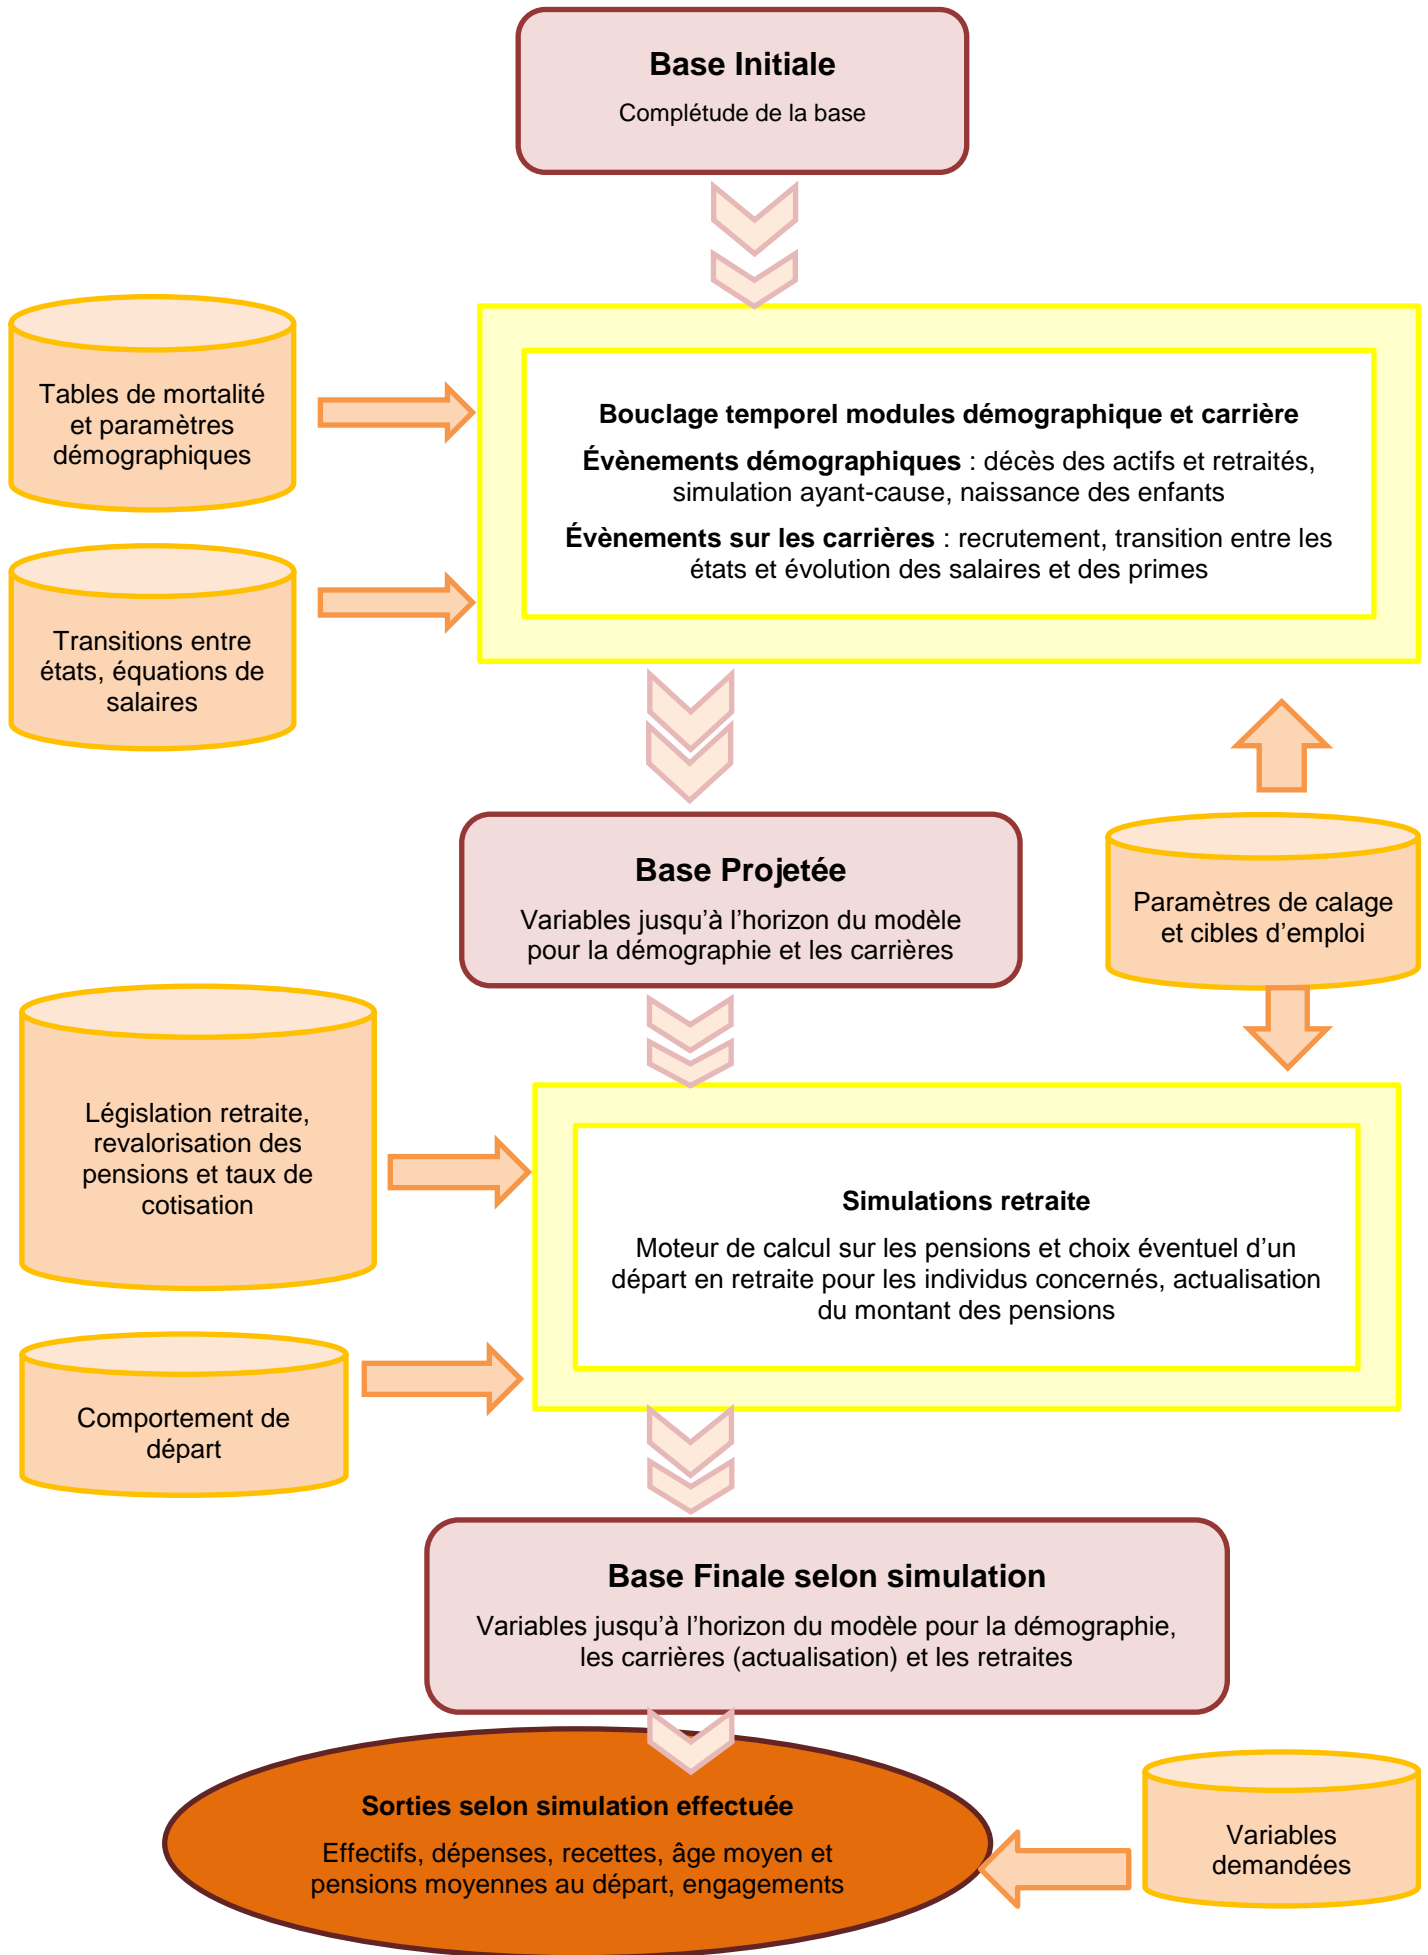 Base Initiale
Complétude de la base
Tables de mortalité
et paramètres
démographiques
Bouclage temporel modules démographique et carrière
Évènements démographiques : décès des actifs et retraités,
simulation ayant-cause, naissance des enfants
Évènements sur les carrières : recrutement, transition entre les
états et évolution des salaires et des primes
Transitions entre
états, équations de
salaires
Base Projetée
Variables jusqu’à l’horizon du modèle
pour la démographie et les carrières
Paramètres de calage
et cibles d’emploi
Législation retraite,
revalorisation des
pensions et taux de
cotisation
Simulations retraite
Moteur de calcul sur les pensions et choix éventuel d’un
départ en retraite pour les individus concernés, actualisation
du montant des pensions
Comportement de
départ
Base Finale selon simulation
Variables jusqu’à l’horizon du modèle pour la démographie,
les carrières (actualisation) et les retraites
Sorties selon simulation effectuée
Effectifs, dépenses, recettes, âge moyen et
pensions moyennes au départ, engagements
Variables
demandées